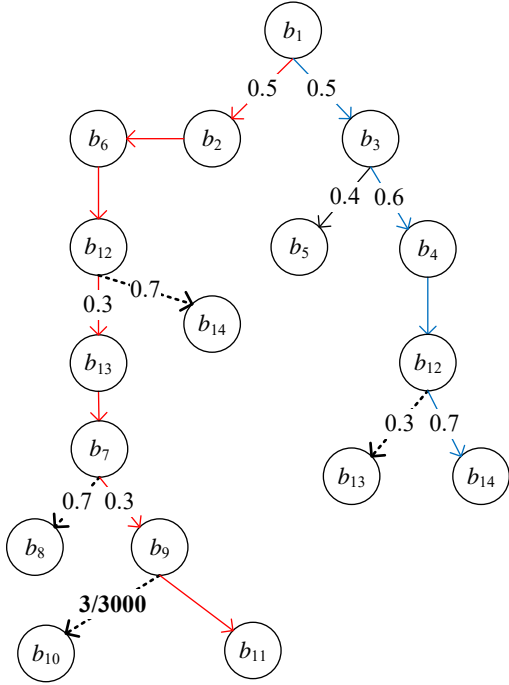 b₁
0.5 0.5
b₆ b₂ b₃
0.4 0.6
b₁₂ b₅ b₄
0.3 0.7
b₁₄
b₁₃ b₁₂
0.3 0.7
b₇
b₁₃ b₁₄
0.7 0.3
b₈ b₉
3/3000
b₁₀ b₁₁